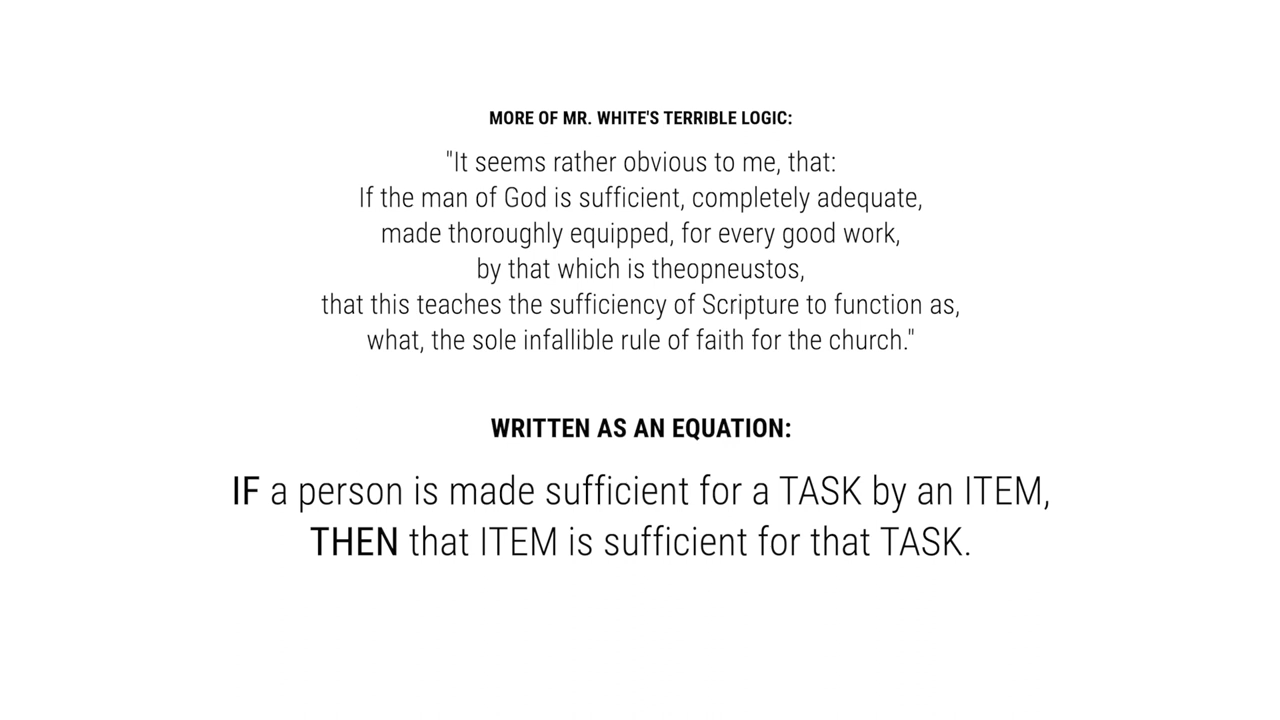 MORE OF MR. WHITE'S TERRIBLE LOGIC:
"It seems rather obvious to me, that:
If the man of God is sufficient, completely adequate,
made thoroughly equipped, for every good work,
by that which is theopneustos,
that this teaches the sufficiency of Scripture to function as,
what, the sole infallible rule of faith for the church."
WRITTEN AS AN EQUATION:
IF a person is made sufficient for a TASK by an ITEM,
THEN that ITEM is sufficient for that TASK.